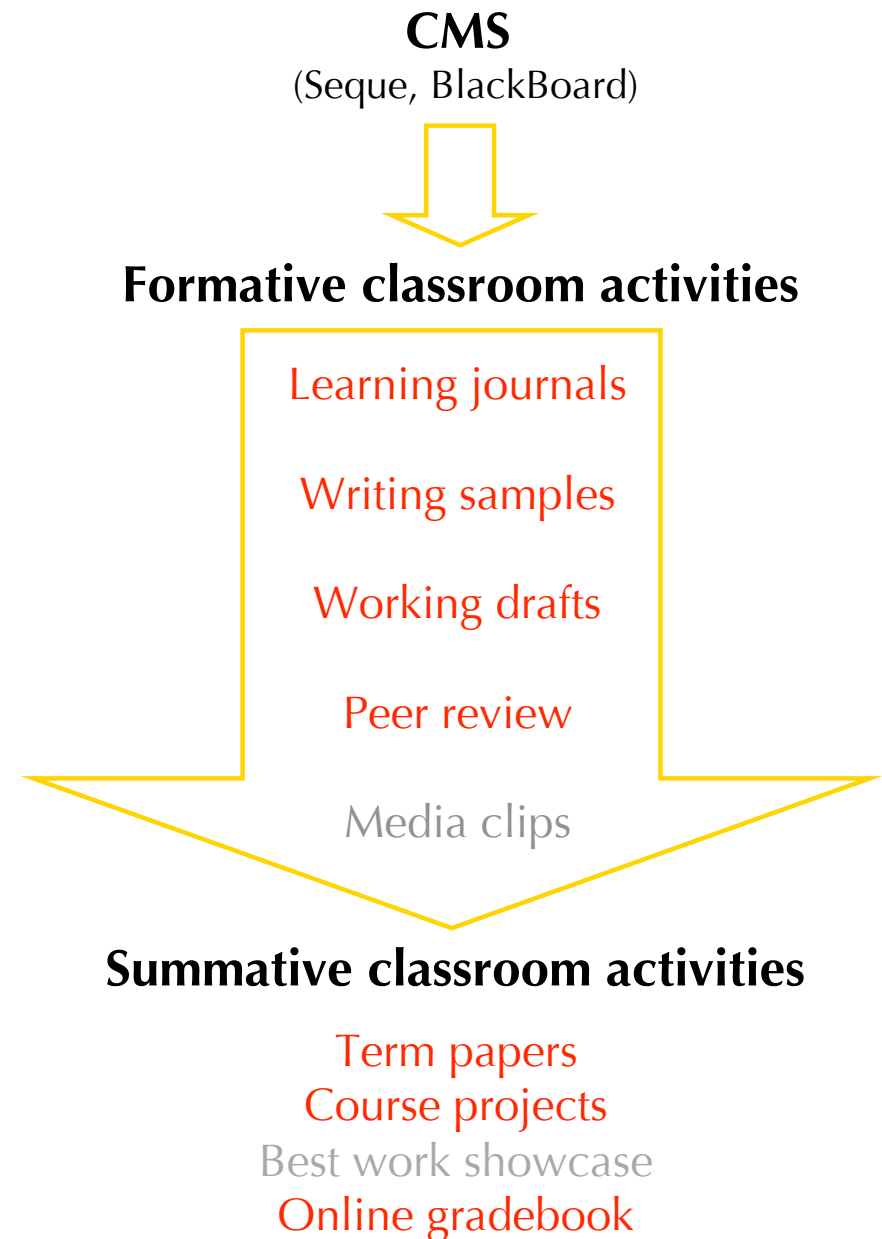 CMS
(Seque, BlackBoard)
Formative classroom activities
Learning journals
Writing samples
Working drafts
Peer review
Media clips
Summative classroom activities
Term papers
Course projects
Best work showcase
Online gradebook